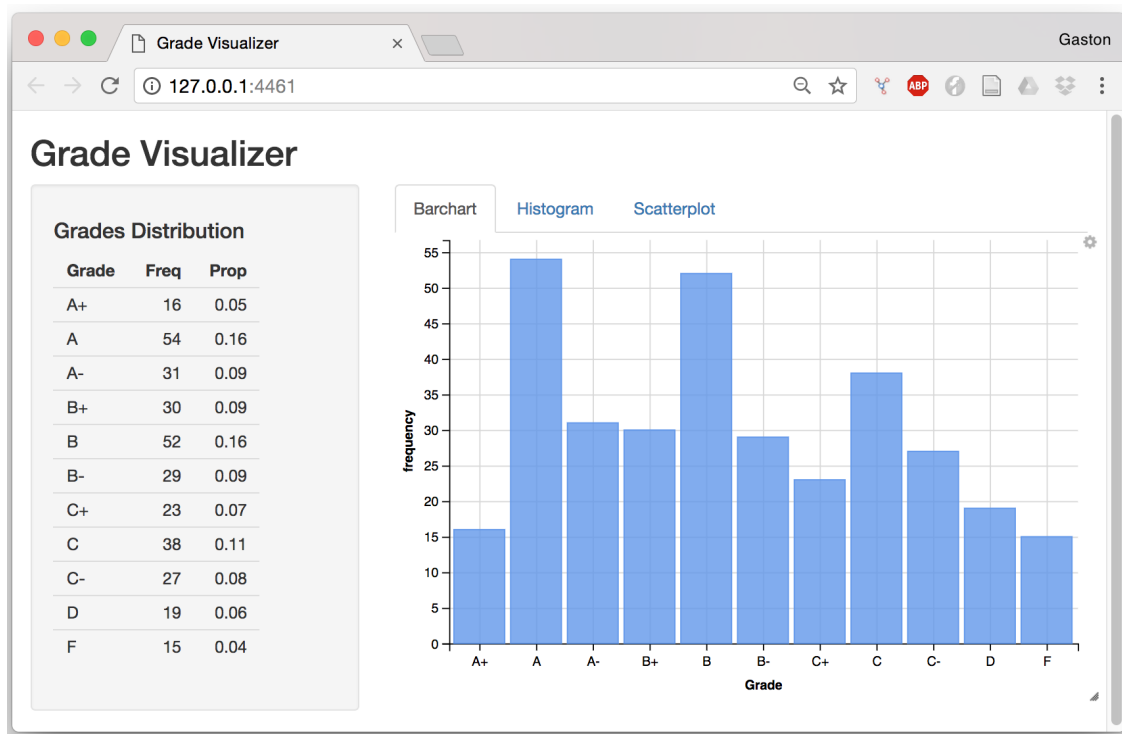 Grade Visualizer
Gaston
127.0.0.1:4461
ABP
Grade Visualizer
Grades Distribution
Grade Freq Prop
A+ 16 0.05
A 54 0.16
A- 31 0.09
B+ 30 0.09
B 52 0.16
B- 29 0.09
C+ 23 0.07
C 38 0.11
C- 27 0.08
D 19 0.06
F 15 0.04
Barchart Histogram Scatterplot
55
50
45
40
35
30
25
20
15
10
5
0
frequency
A+ A A- B+ B B- C+ C C- D F
Grade